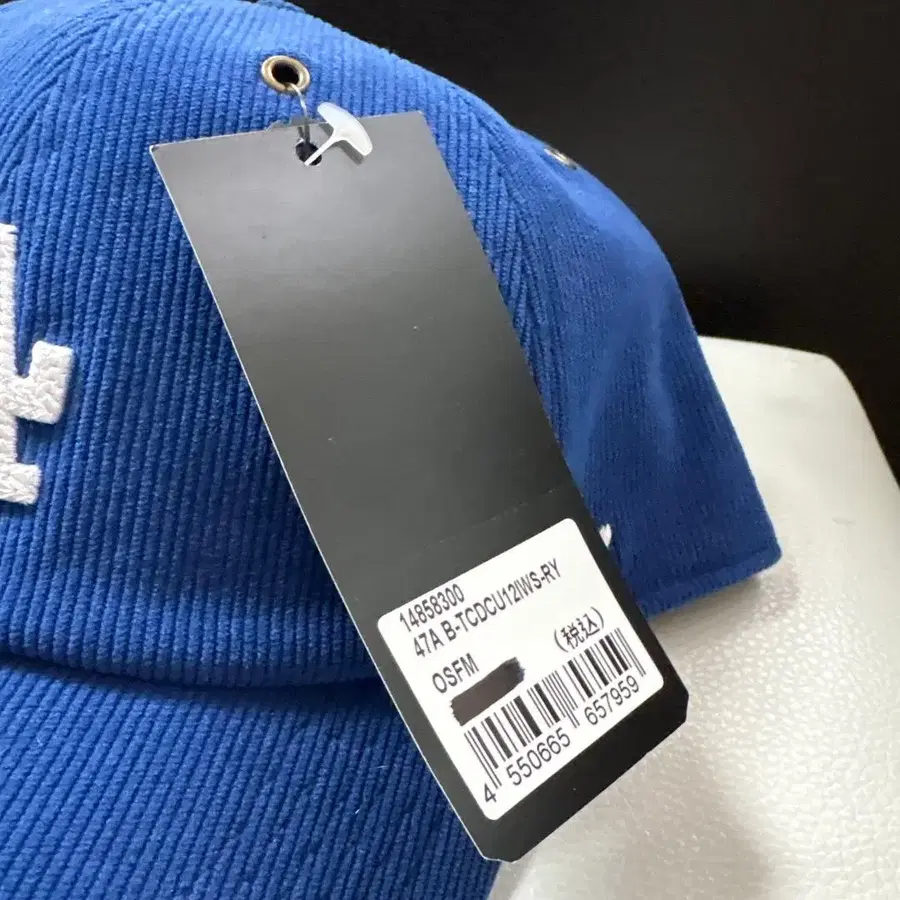 14858300
47A B-TCDCU12IWS-RY
OSFM
(税込)
4 550665 657959